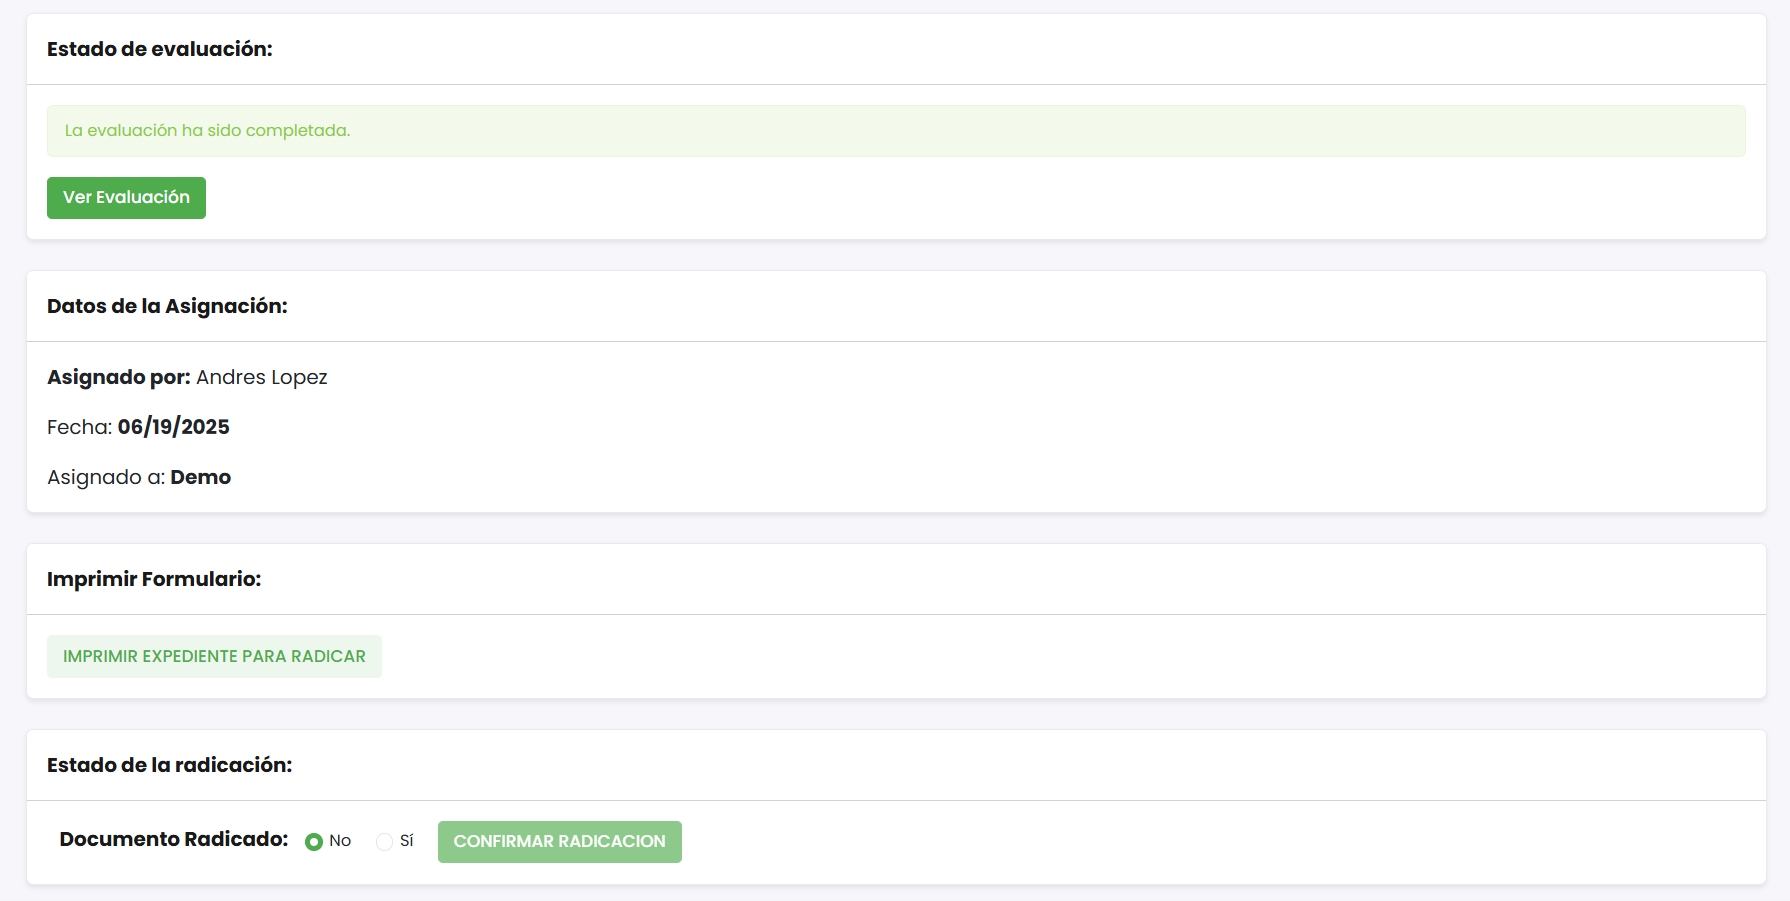 Estado de evaluación:
La evaluación ha sido completada.
Ver Evaluación
Datos de la Asignación:
Asignado por: Andres Lopez
Fecha: 06/19/2025
Asignado a: Demo
Imprimir Formulario:
IMPRIMIR EXPEDIENTE PARA RADICAR
Estado de la radicación:
Documento Radicado: No Sí CONFIRMAR RADICACION